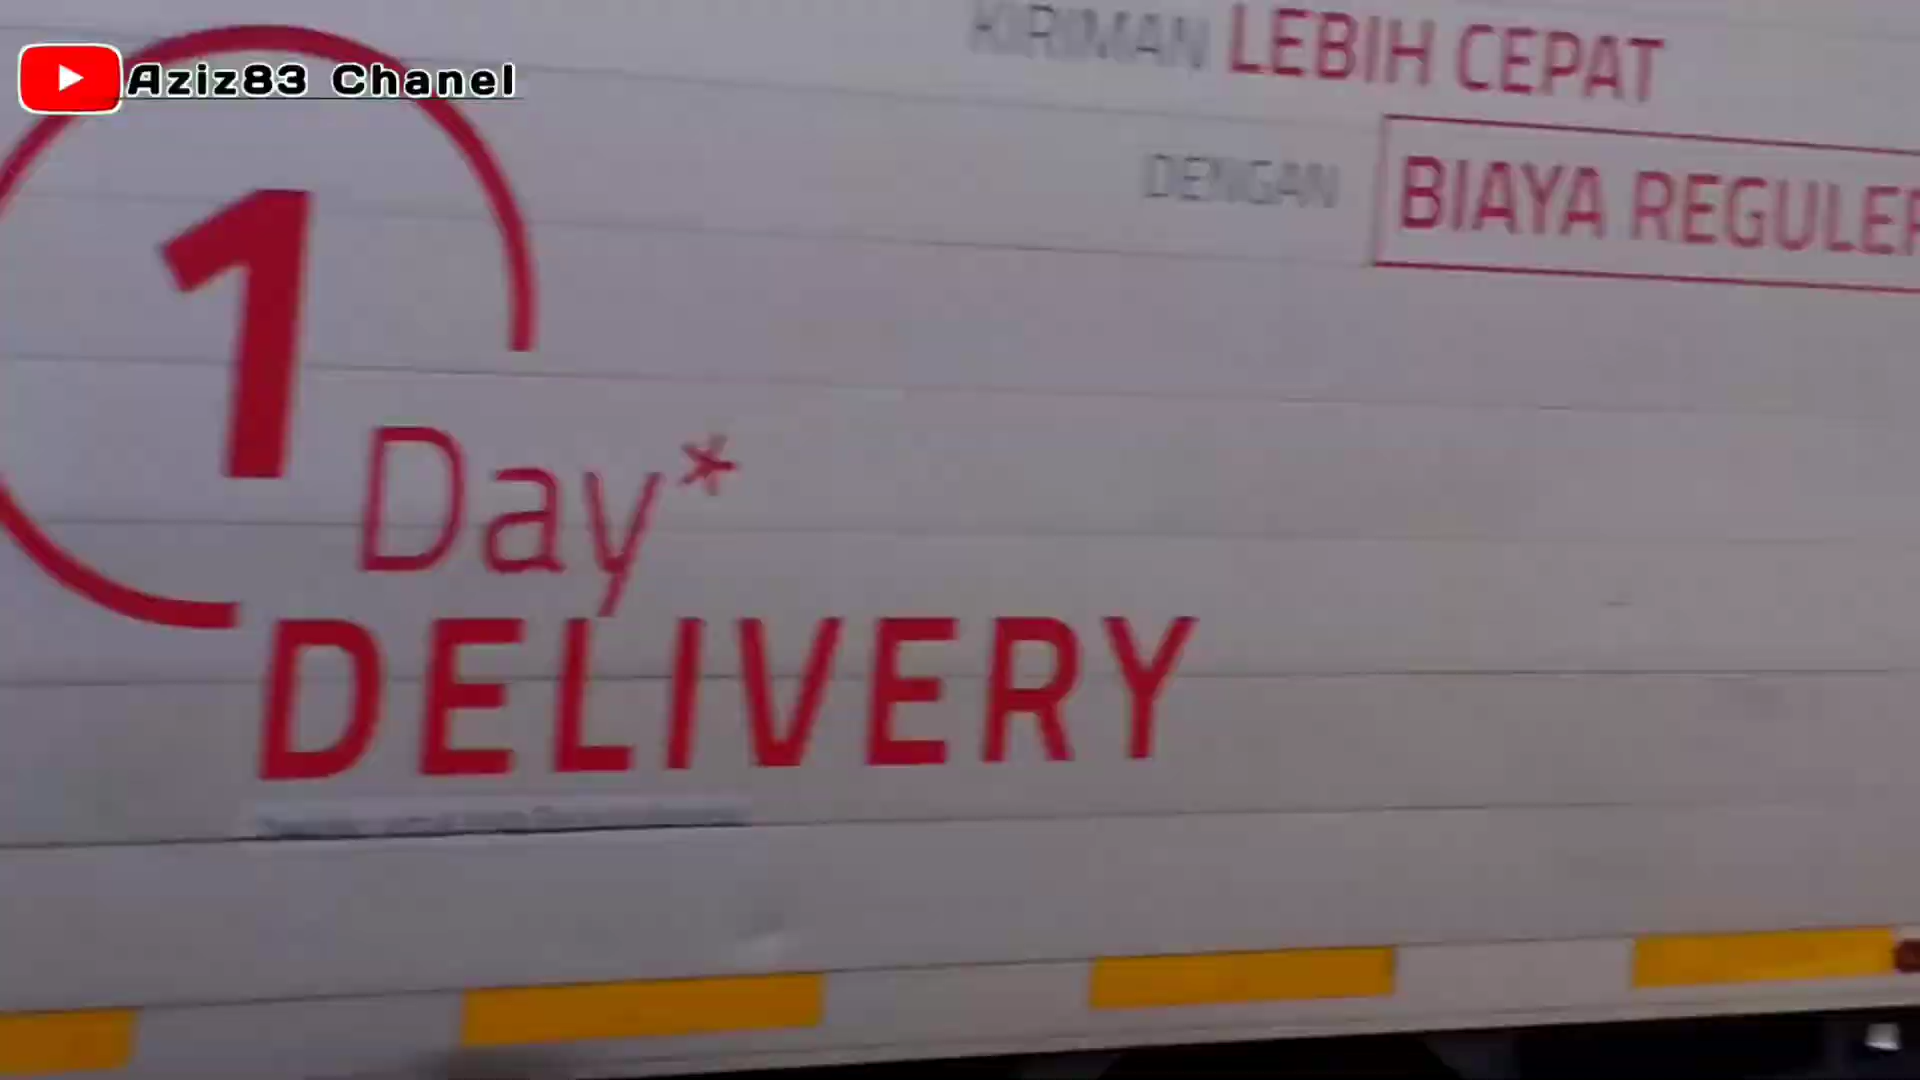 Aziz83 Chanel
KIRIMAN LEBIH CEPAT
DENGAN BIAYA REGULER
1
Day*
DELIVERY